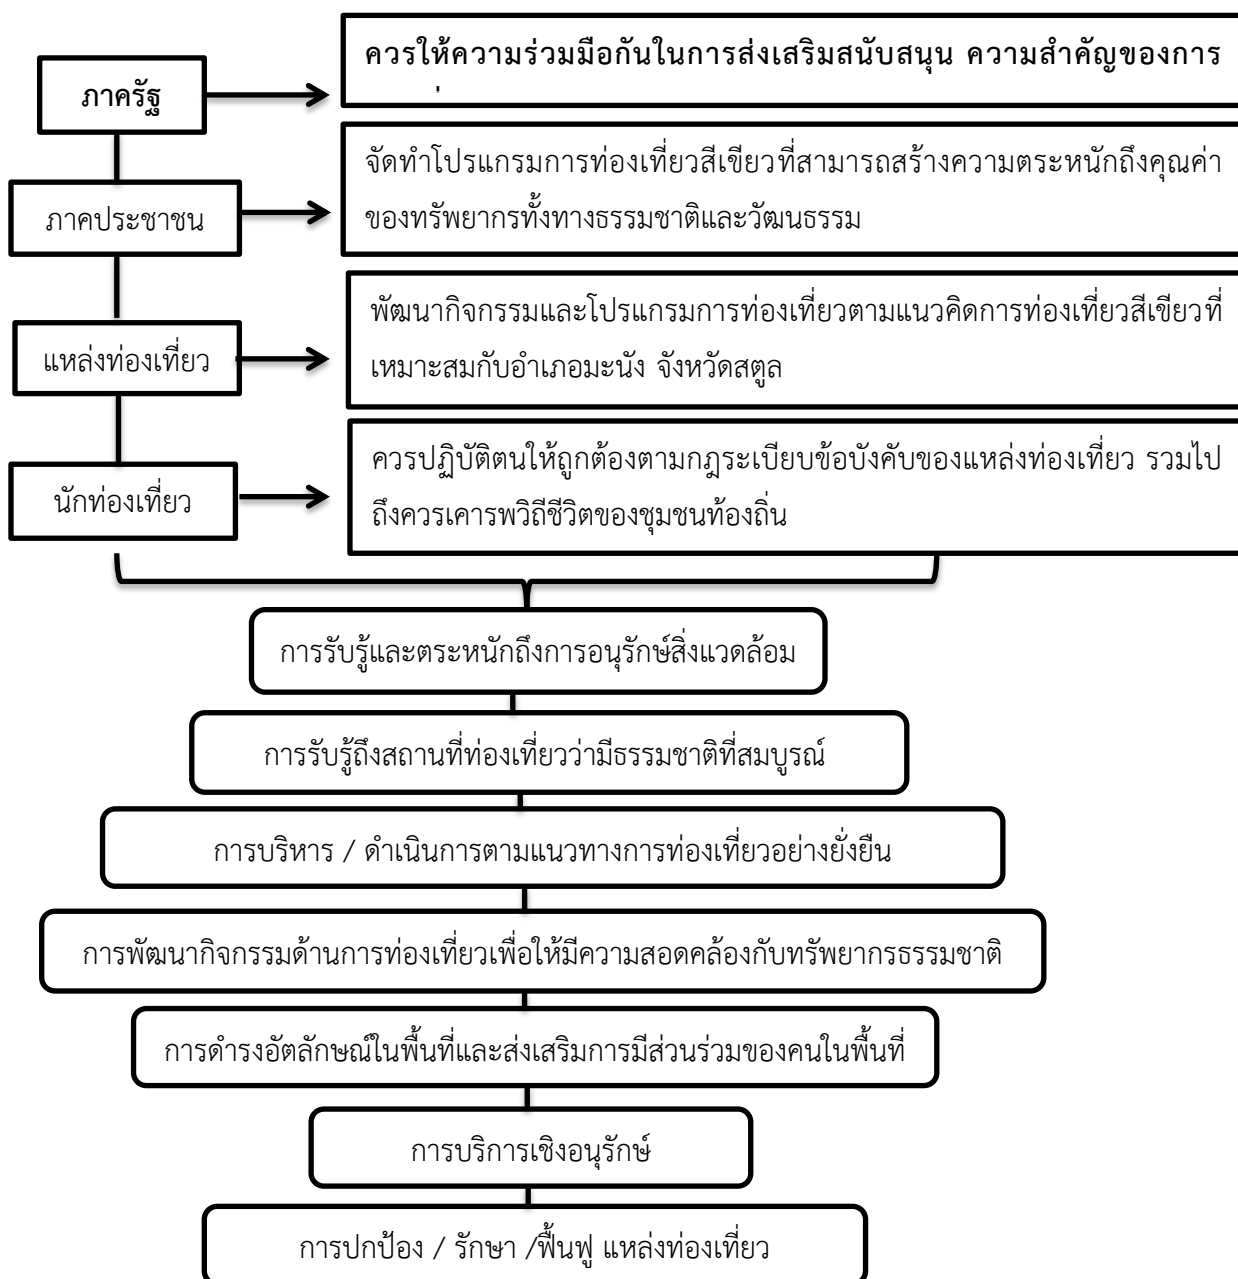 ภาครัฐ
ควรให้ความร่วมมือกันในการส่งเสริมสนับสนุน ความสำคัญของการ
ภาคประชาชน
จัดทำโปรแกรมการท่องเที่ยวสีเขียวที่สามารถสร้างความตระหนักถึงคุณค่า
ของทรัพยากรทั้งทางธรรมชาติและวัฒนธรรม
แหล่งท่องเที่ยว
พัฒนากิจกรรมและโปรแกรมการท่องเที่ยวตามแนวคิดการท่องเที่ยวสีเขียวที่
เหมาะสมกับอำเภอมะนัง จังหวัดสตูล
นักท่องเที่ยว
ควรปฏิบัติตนให้ถูกต้องตามกฎระเบียบข้อบังคับของแหล่งท่องเที่ยว รวมไป
ถึงควรเคารพวิถีชีวิตของชุมชนท้องถิ่น
การรับรู้และตระหนักถึงการอนุรักษ์สิ่งแวดล้อม
การรับรู้ถึงสถานที่ท่องเที่ยวว่ามีธรรมชาติที่สมบูรณ์
การบริหาร / ดำเนินการตามแนวทางการท่องเที่ยวอย่างยั่งยืน
การพัฒนากิจกรรมด้านการท่องเที่ยวเพื่อให้มีความสอดคล้องกับทรัพยากรธรรมชาติ
การดำรงอัตลักษณ์ในพื้นที่และส่งเสริมการมีส่วนร่วมของคนในพื้นที่
การบริการเชิงอนุรักษ์
การปกป้อง / รักษา /ฟื้นฟู แหล่งท่องเที่ยว